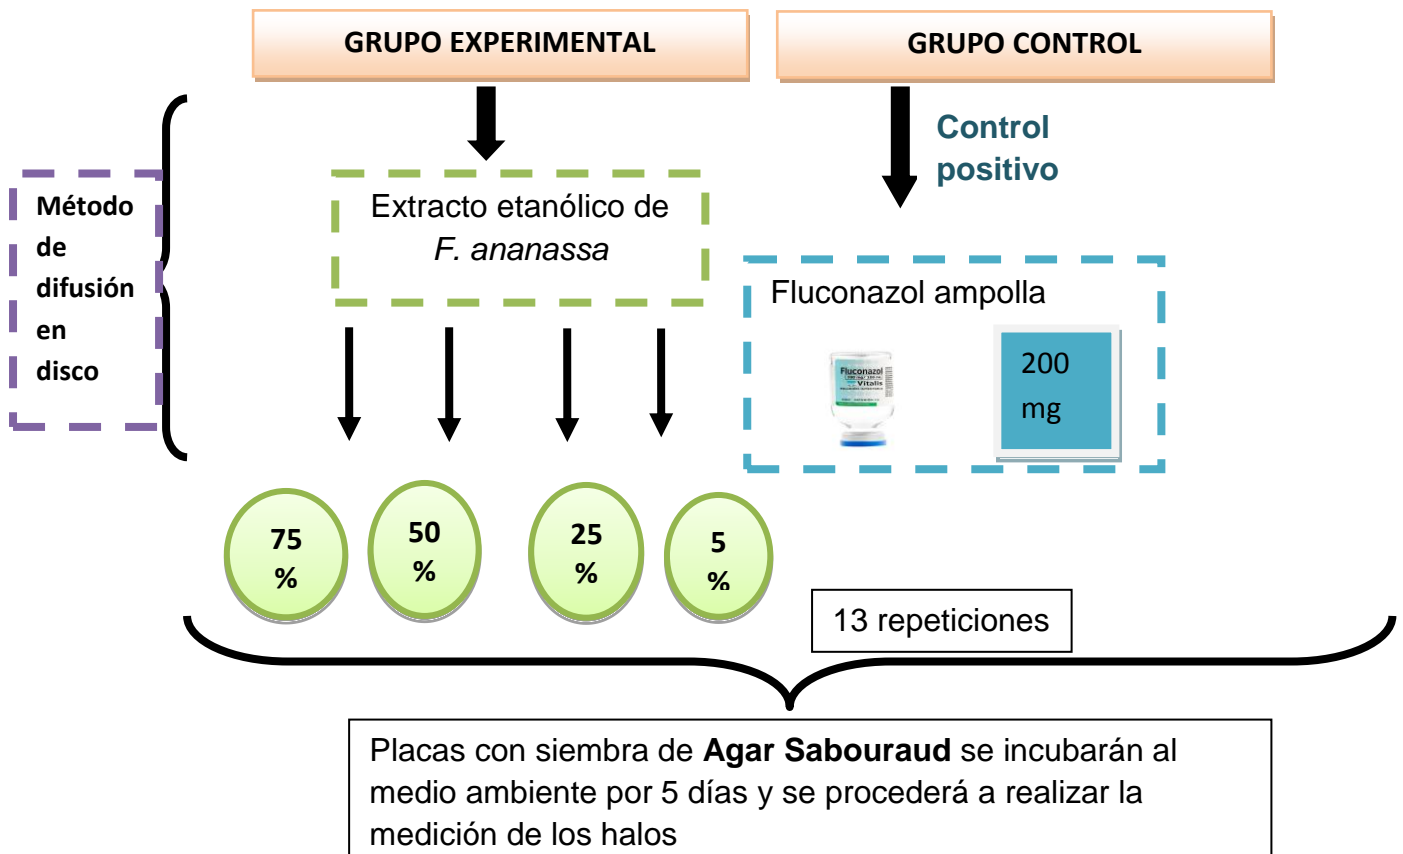 GRUPO EXPERIMENTAL
GRUPO CONTROL
Control
positivo
Método
de
difusión
en
disco
Extracto etanólico de
F. ananassa
Fluconazol ampolla
Fluconazol
Vitalis
200
mg
75
%
50
%
25
%
5
%
13 repeticiones
Placas con siembra de Agar Sabouraud se incubarán al
medio ambiente por 5 días y se procederá a realizar la
medición de los halos